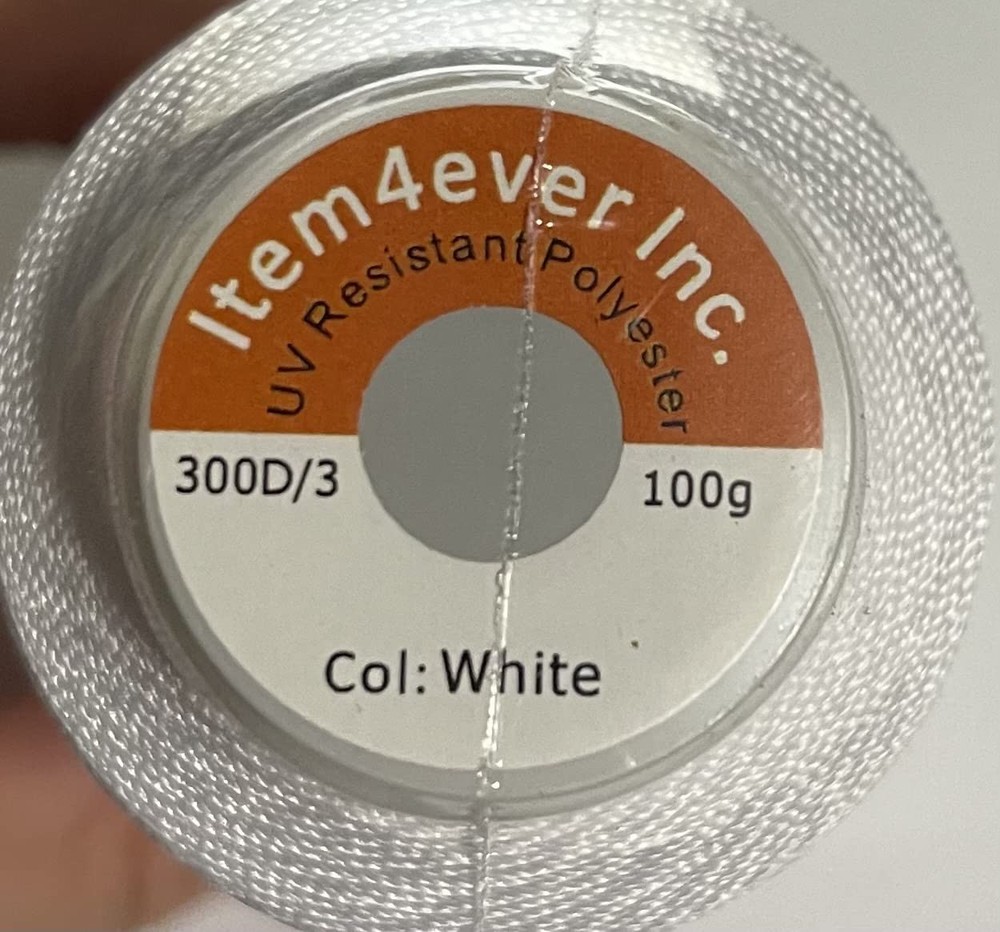 Item4ever Inc.
UV Resistant Polyester
300D/3 100g
Col: White